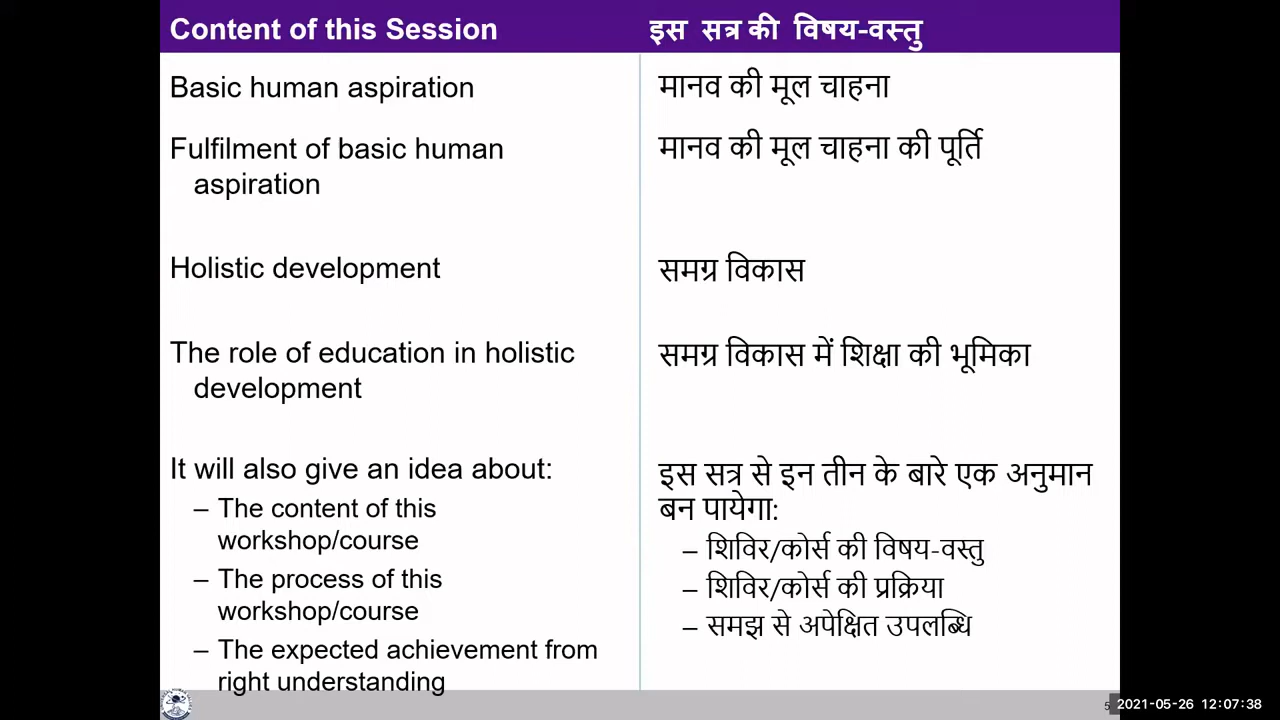 Content of this Session
इस सत्र की विषय-वस्तु
Basic human aspiration
मानव की मूल चाहना
Fulfilment of basic human
aspiration
मानव की मूल चाहना की पूर्ति
Holistic development
समग्र विकास
The role of education in holistic
development
समग्र विकास में शिक्षा की भूमिका
It will also give an idea about:
– The content of this
workshop/course
– The process of this
workshop/course
– The expected achievement from
right understanding
इस सत्र से इन तीन के बारे एक अनुमान
बन पायेगा:
– शिविर/कोर्स की विषय-वस्तु
– शिविर/कोर्स की प्रक्रिया
– समझ से अपेक्षित उपलब्धि
5
2021-05-26 12:07:38